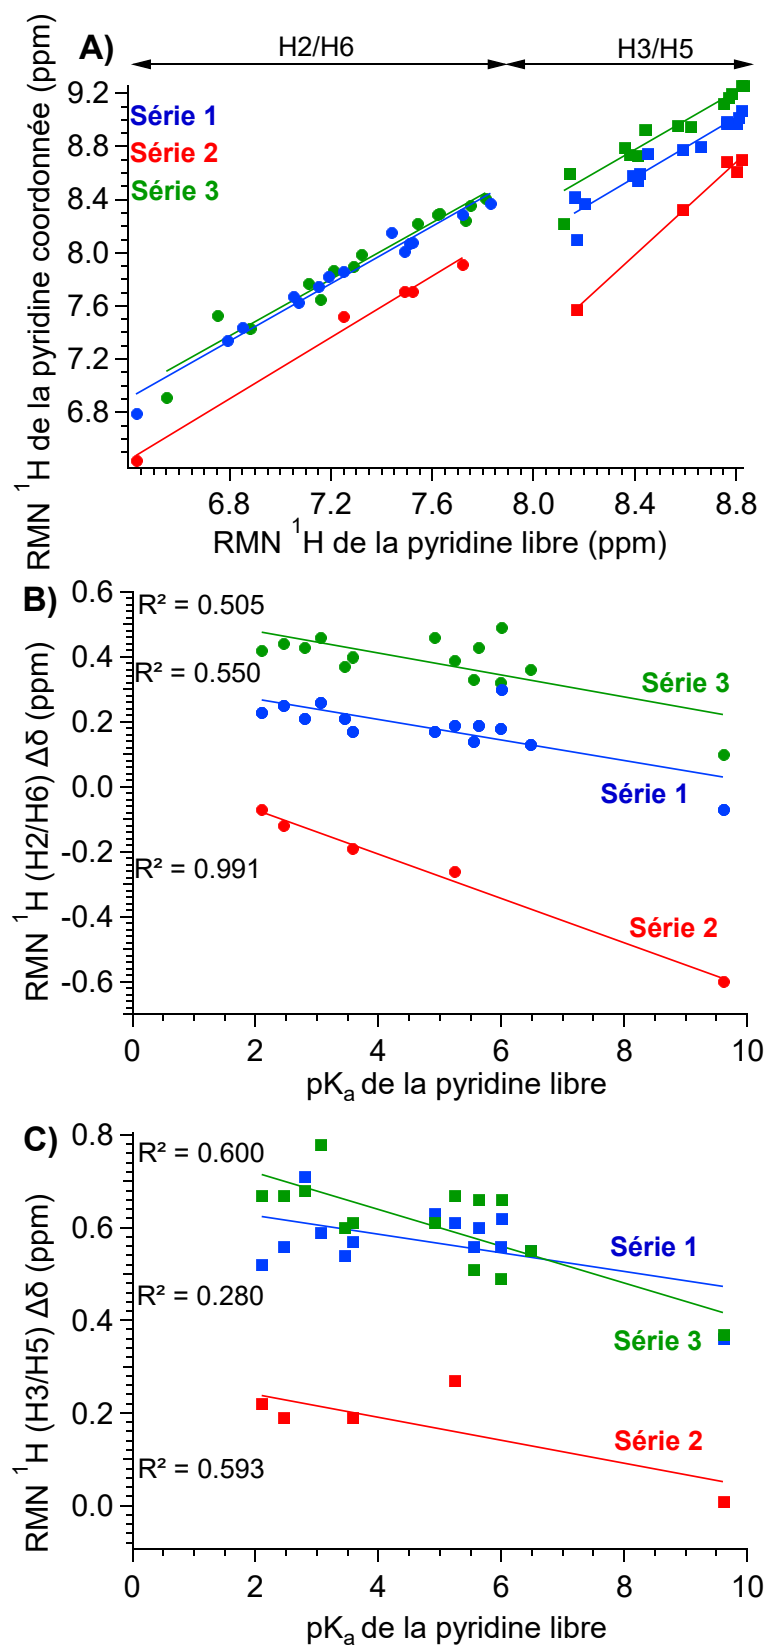 A)
H2/H6
H3/H5
RMN ¹H de la pyridine coordonnée (ppm)
9.2
8.8
8.4
8.0
7.6
7.2
6.8
Série 1
Série 2
Série 3
6.8
7.2
7.6
8.0
8.4
8.8
RMN ¹H de la pyridine libre (ppm)
B)
RMN ¹H (H2/H6) Δδ (ppm)
0.6
0.4
0.2
0.0
-0.2
-0.4
-0.6
R² = 0.505
R² = 0.550
R² = 0.991
Série 3
Série 1
Série 2
0
2
4
6
8
10
pKₐ de la pyridine libre
C)
RMN ¹H (H3/H5) Δδ (ppm)
0.8
0.6
0.4
0.2
0.0
R² = 0.600
R² = 0.280
R² = 0.593
Série 1
Série 3
Série 2
0
2
4
6
8
10
pKₐ de la pyridine libre